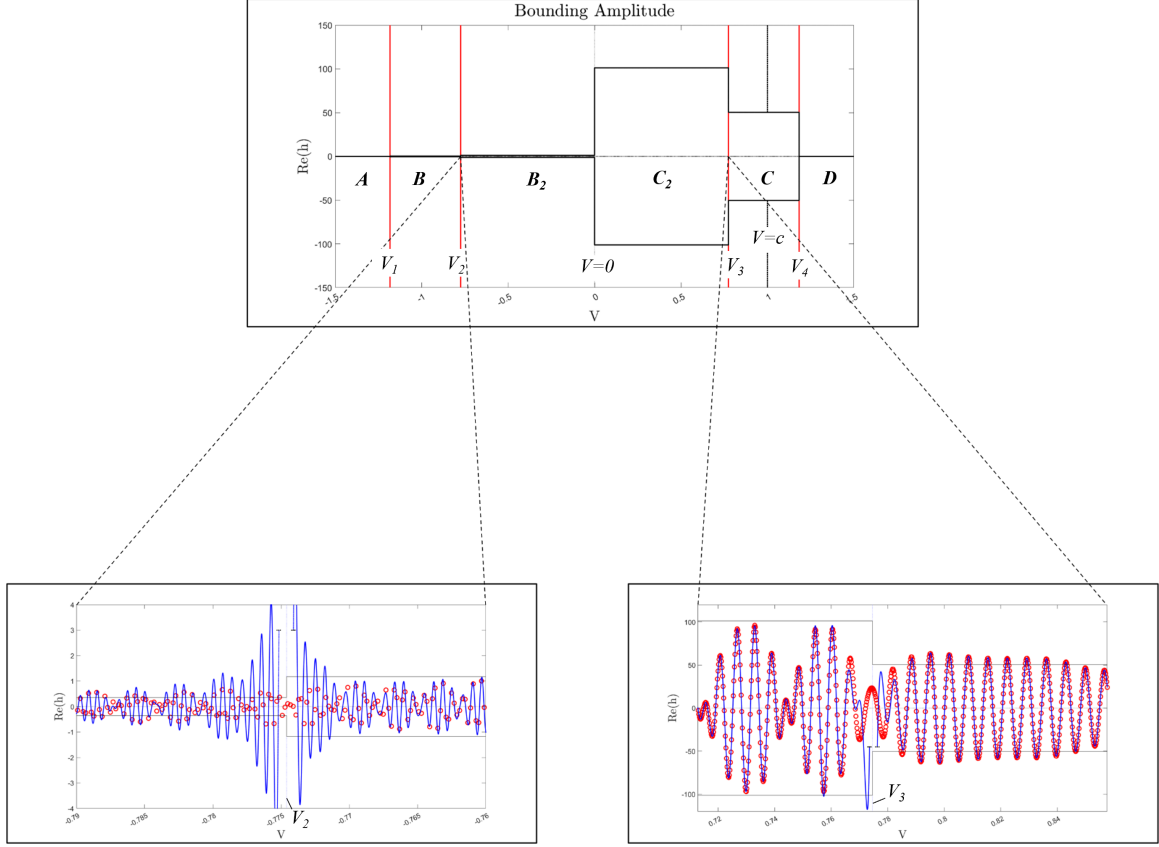 Bounding Amplitude
150
100
50
0
-50
-100
-150
Re(h)
A B B2 C2 C D
V1 V2 V=0 V3 V=c V4
-1.5 -1 -0.5 0 0.5 1 1.5
V
4
3
2
1
0
-1
-2
-3
-4
Re(h)
V2
-0.79 -0.785 -0.78 -0.775 -0.77 -0.765 -0.76
V
100
50
0
-50
-100
Re(h)
V3
0.72 0.74 0.76 0.78 0.8 0.82 0.84
V